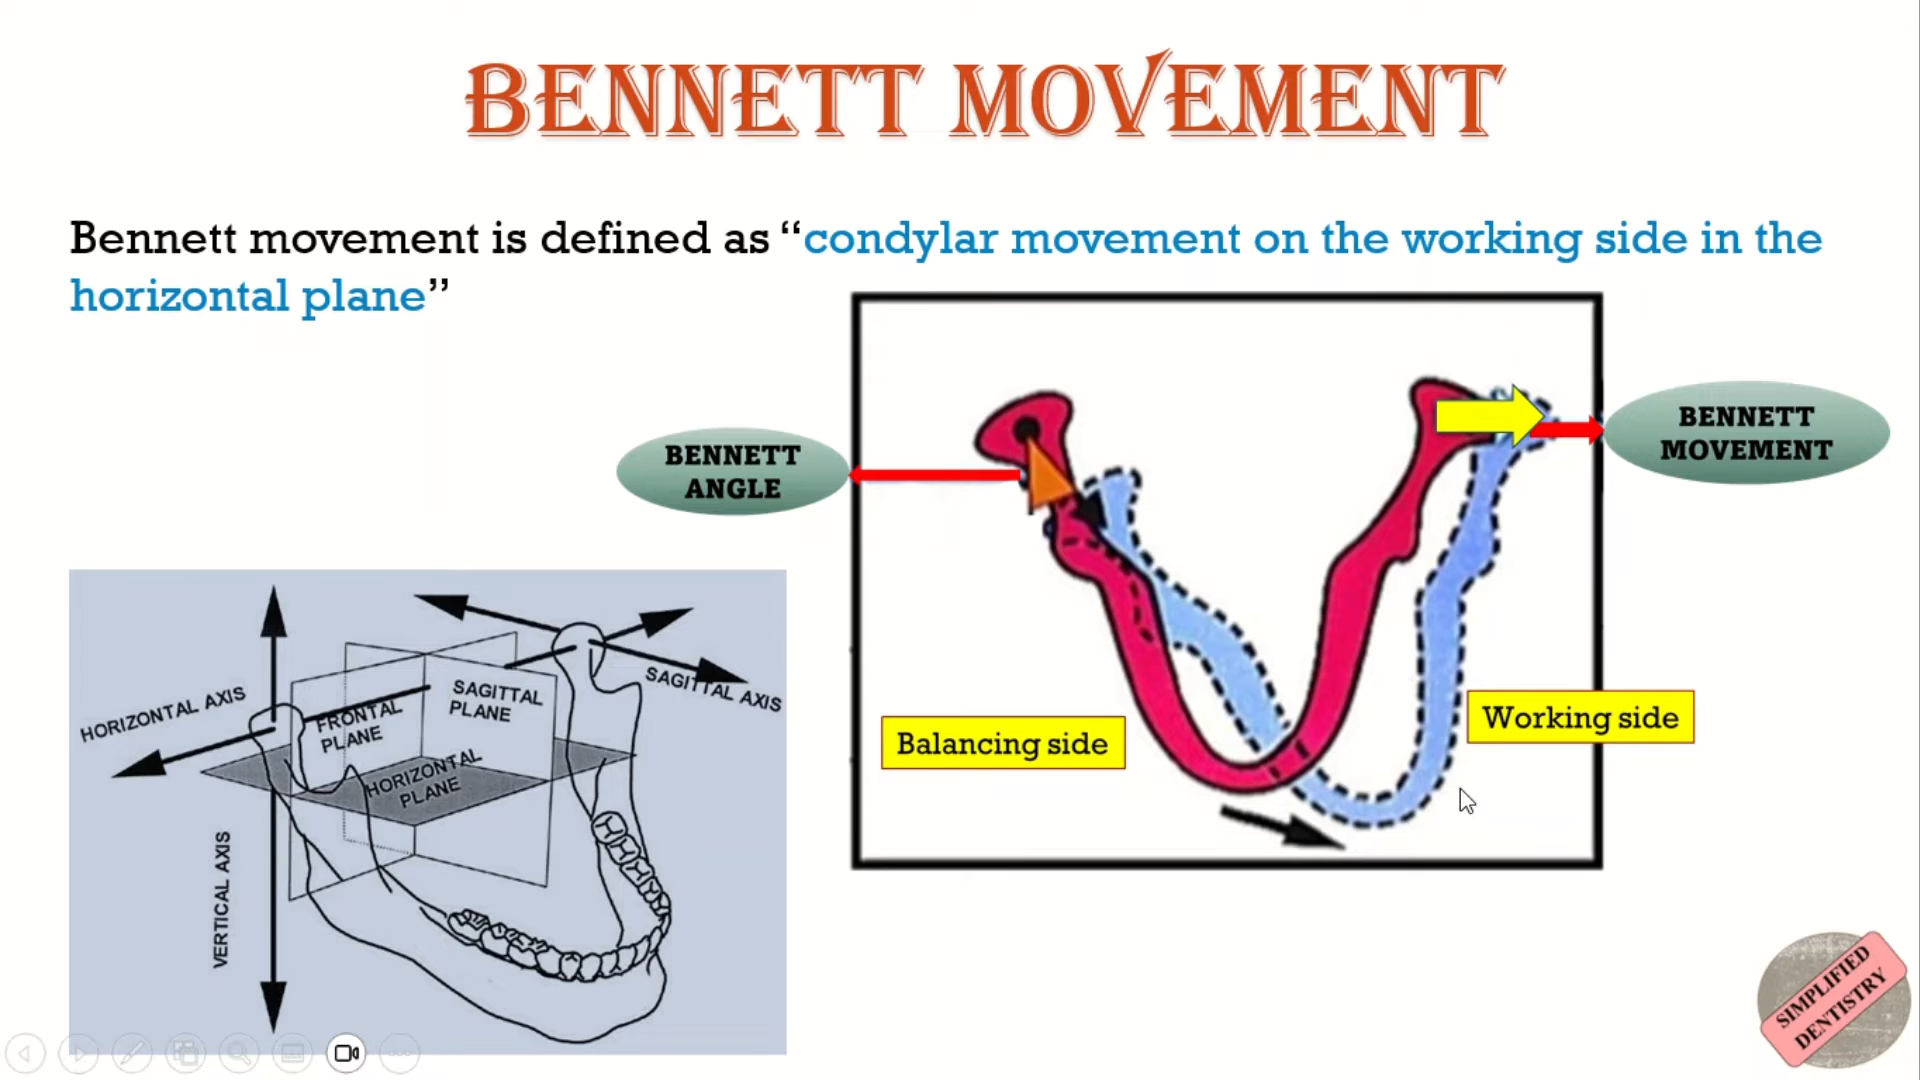 BENNETT MOVEMENT
Bennett movement is defined as “condylar movement on the working side in the
horizontal plane”
BENNETT
ANGLE
BENNETT
MOVEMENT
Balancing side
Working side
HORIZONTAL AXIS
FRONTAL
PLANE
SAGITTAL
PLANE
SAGITTAL AXIS
HORIZONTAL
PLANE
VERTICAL AXIS
SIMPLIFIED
DENTISTRY